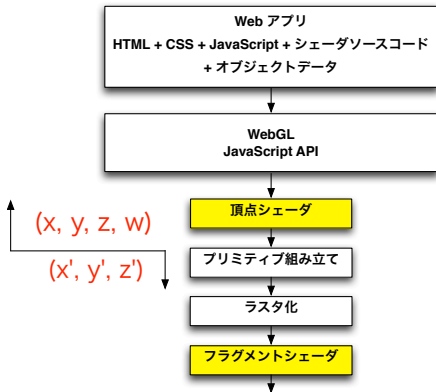 Web アプリ
HTML + CSS + JavaScript + シェーダソースコード
+ オブジェクトデータ
WebGL
JavaScript API
頂点シェーダ
(x, y, z, w)
プリミティブ組み立て
(x', y', z')
ラスタ化
フラグメントシェーダ